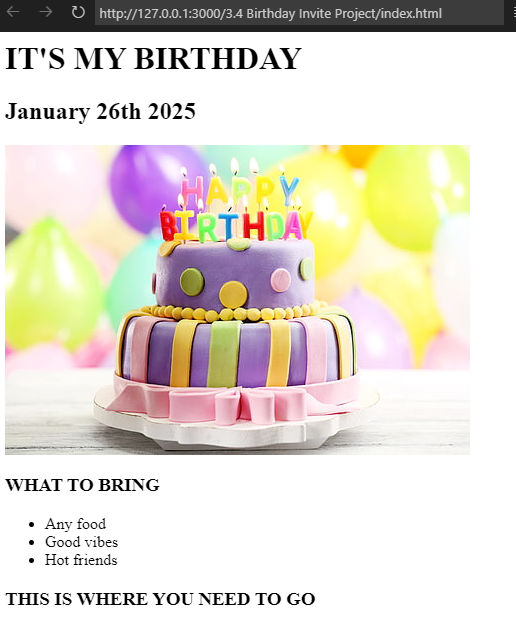 http://127.0.0.1:3000/3.4 Birthday Invite Project/index.html
IT'S MY BIRTHDAY
January 26th 2025
HAPPY
BIRTHDAY
WHAT TO BRING
Any food
Good vibes
Hot friends
THIS IS WHERE YOU NEED TO GO